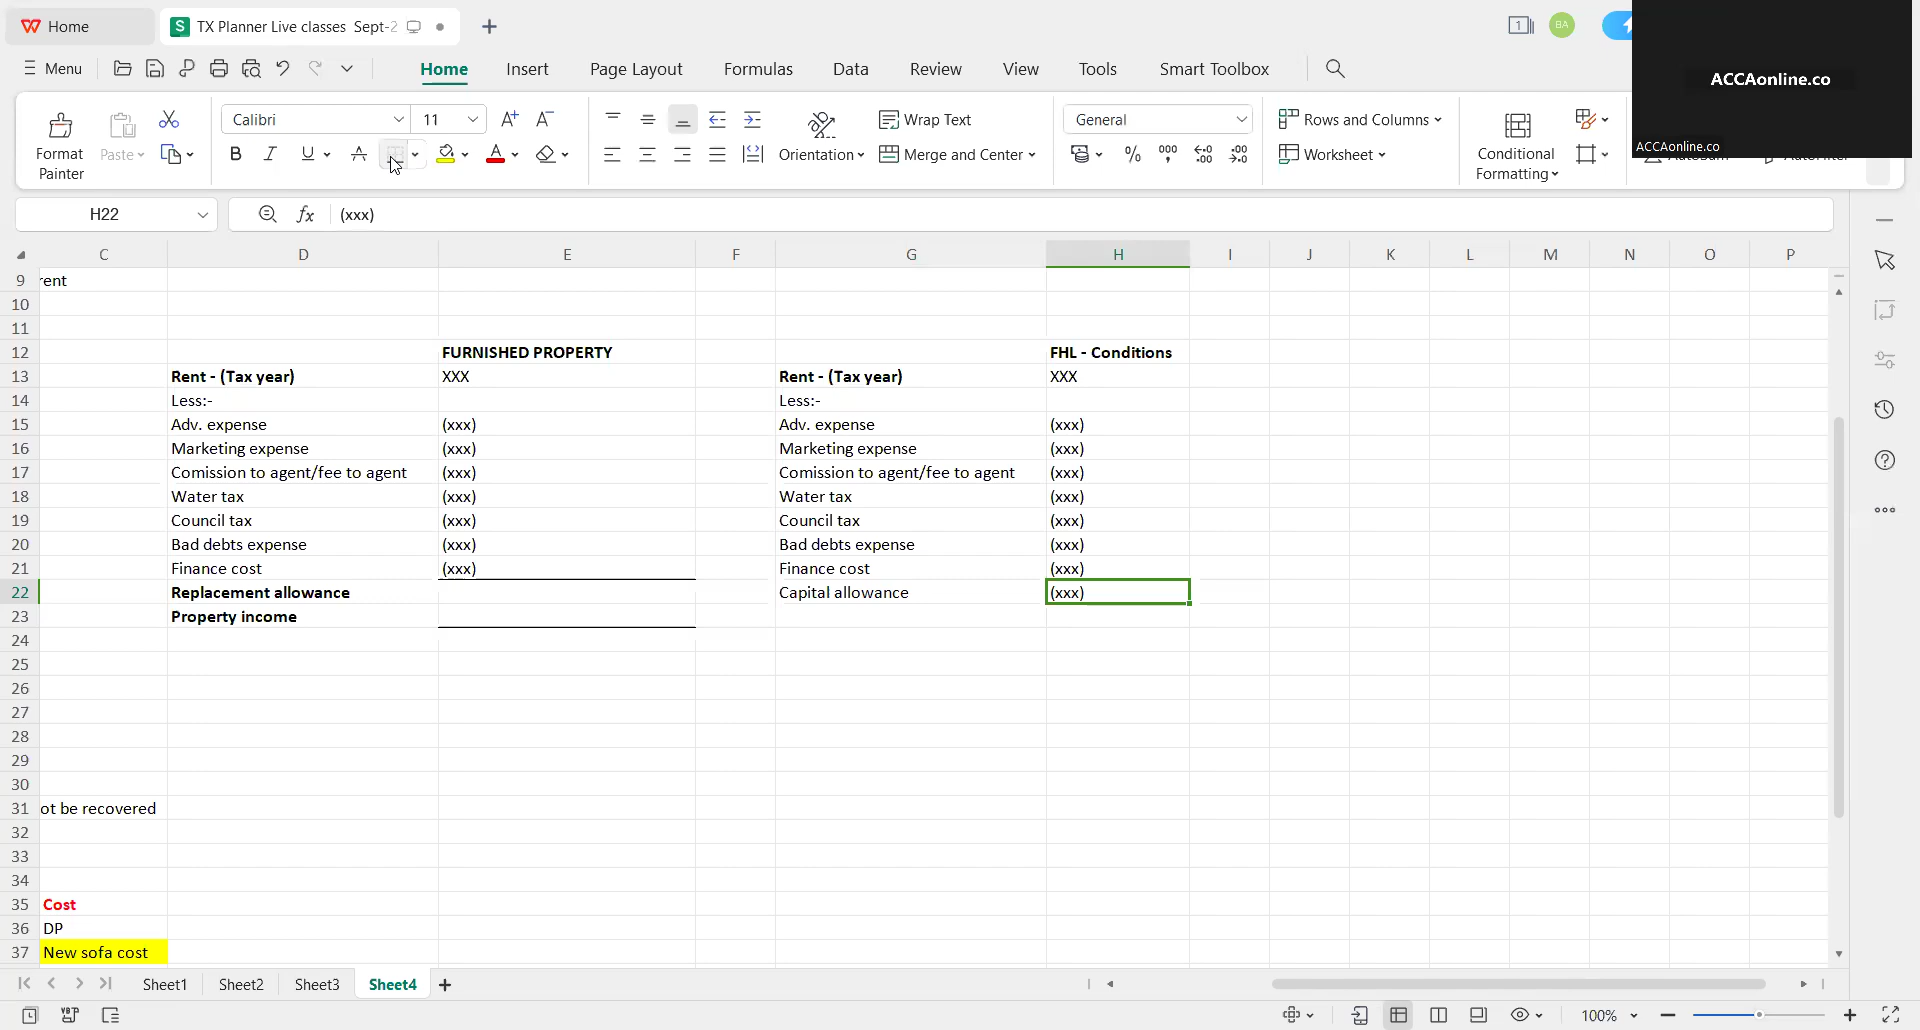 Home
TX Planner Live classes Sept-2
1
BA
ACCAonline.co
ACCAonline.co
Menu
Home
Insert
Page Layout
Formulas
Data
Review
View
Tools
Smart Toolbox
Format Painter
Paste
Calibri
11
Wrap Text
Orientation
Merge and Center
General
Rows and Columns
Worksheet
Conditional Formatting
H22
fx
(xxx)
C D E F G H I J K L M N O P
9 rent
10
11
12 FURNISHED PROPERTY FHL - Conditions
13 Rent - (Tax year) XXX Rent - (Tax year) XXX
14 Less:- Less:-
15 Adv. expense (xxx) Adv. expense (xxx)
16 Marketing expense (xxx) Marketing expense (xxx)
17 Comission to agent/fee to agent (xxx) Comission to agent/fee to agent (xxx)
18 Water tax (xxx) Water tax (xxx)
19 Council tax (xxx) Council tax (xxx)
20 Bad debts expense (xxx) Bad debts expense (xxx)
21 Finance cost (xxx) Finance cost (xxx)
22 Replacement allowance Capital allowance (xxx)
23 Property income
24
25
26
27
28
29
30
31 ot be recovered
32
33
34
35 Cost
36 DP
37 New sofa cost
Sheet1 Sheet2 Sheet3 Sheet4
100%